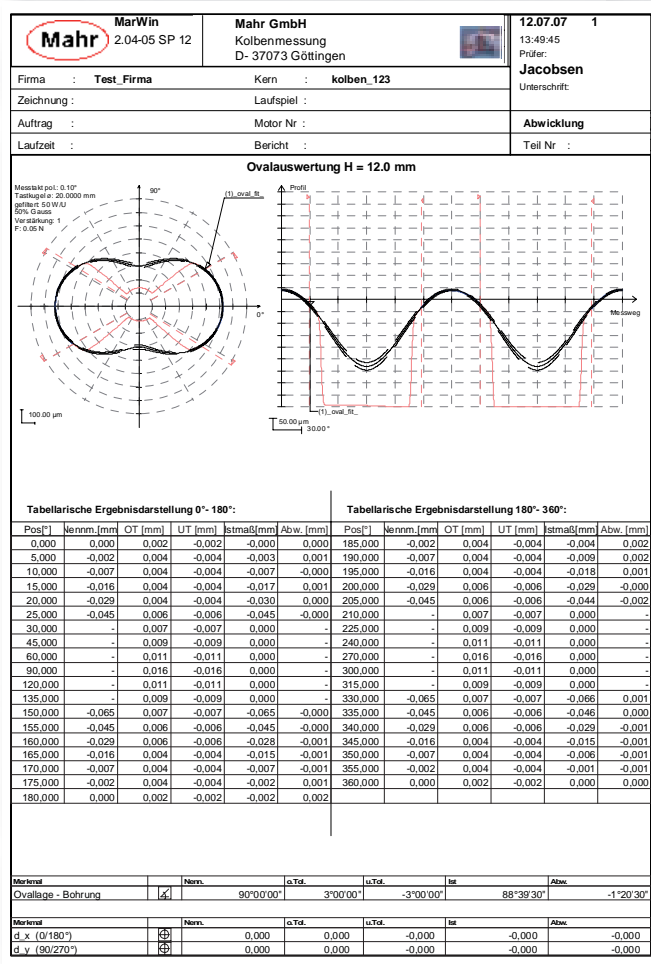 Mahr
MarWin
2.04-05 SP 12
Mahr GmbH
Kolbenmessung
D- 37073 Göttingen
12.07.07 1
13:49:45
Prüfer:
Jacobsen
Unterschrift:
Firma : Test_Firma Kern : kolben_123
Zeichnung : Laufspiel :
Auftrag : Motor Nr : Abwicklung
Laufzeit : Bericht : Teil Nr :
Ovalauswertung H = 12.0 mm
Messtakt pol.: 0.10°
Tastkugel ø: 20.0000 mm
gefiltert: 50 W/U
50% Gauss
Verstärkung: 1
F: 0.05 N
90°
(1)_oval_fit_
0°
100.00 µm
Profil
Messweg
(1)_oval_fit_
50.00 µm
30.00°
Tabellarische Ergebnisdarstellung 0°- 180°:
Pos[°] Nennm.[mm OT [mm] UT [mm] Istmaß[mm] Abw. [mm]
0,000 0,000 0,002 -0,002 -0,000 0,000
5,000 -0,002 0,004 -0,004 -0,003 0,001
10,000 -0,007 0,004 -0,004 -0,007 -0,000
15,000 -0,016 0,004 -0,004 -0,017 0,001
20,000 -0,029 0,004 -0,004 -0,030 0,000
25,000 -0,045 0,006 -0,006 -0,045 -0,000
30,000 - 0,007 -0,007 0,000 -
45,000 - 0,009 -0,009 0,000 -
60,000 - 0,011 -0,011 0,000 -
90,000 - 0,016 -0,016 0,000 -
120,000 - 0,011 -0,011 0,000 -
135,000 - 0,009 -0,009 0,000 -
150,000 -0,065 0,007 -0,007 -0,065 -0,000
155,000 -0,045 0,006 -0,006 -0,045 -0,000
160,000 -0,029 0,006 -0,006 -0,028 -0,001
165,000 -0,016 0,004 -0,004 -0,015 -0,001
170,000 -0,007 0,004 -0,004 -0,007 -0,001
175,000 -0,002 0,004 -0,004 -0,002 0,001
180,000 0,000 0,002 -0,002 -0,002 0,002
Tabellarische Ergebnisdarstellung 180°- 360°:
Pos[°] Nennm.[mm OT [mm] UT [mm] Istmaß[mm] Abw. [mm]
185,000 -0,002 0,004 -0,004 -0,004 0,002
190,000 -0,007 0,004 -0,004 -0,009 0,002
195,000 -0,016 0,004 -0,004 -0,018 0,001
200,000 -0,029 0,006 -0,006 -0,029 -0,000
205,000 -0,045 0,006 -0,006 -0,044 -0,002
210,000 - 0,007 -0,007 0,000 -
225,000 - 0,009 -0,009 0,000 -
240,000 - 0,011 -0,011 0,000 -
270,000 - 0,016 -0,016 0,000 -
300,000 - 0,011 -0,011 0,000 -
315,000 - 0,009 -0,009 0,000 -
330,000 -0,065 0,007 -0,007 -0,066 0,001
335,000 -0,045 0,006 -0,006 -0,046 0,000
340,000 -0,029 0,006 -0,006 -0,029 -0,001
345,000 -0,016 0,004 -0,004 -0,015 -0,001
350,000 -0,007 0,004 -0,004 -0,006 -0,001
355,000 -0,002 0,004 -0,004 -0,001 -0,001
360,000 0,000 0,002 -0,002 0,000 0,000
Merkmal Nenn. o.Tol. u.Tol. Ist Abw.
Ovallage - Bohrung 90°00'00" 3°00'00" -3°00'00" 88°39'30" -1°20'30"
Merkmal Nenn. o.Tol. u.Tol. Ist Abw.
d_x (0/180°) 0,000 0,000 -0,000 -0,000 -0,000
d_y (90/270°) 0,000 0,000 -0,000 -0,000 -0,000